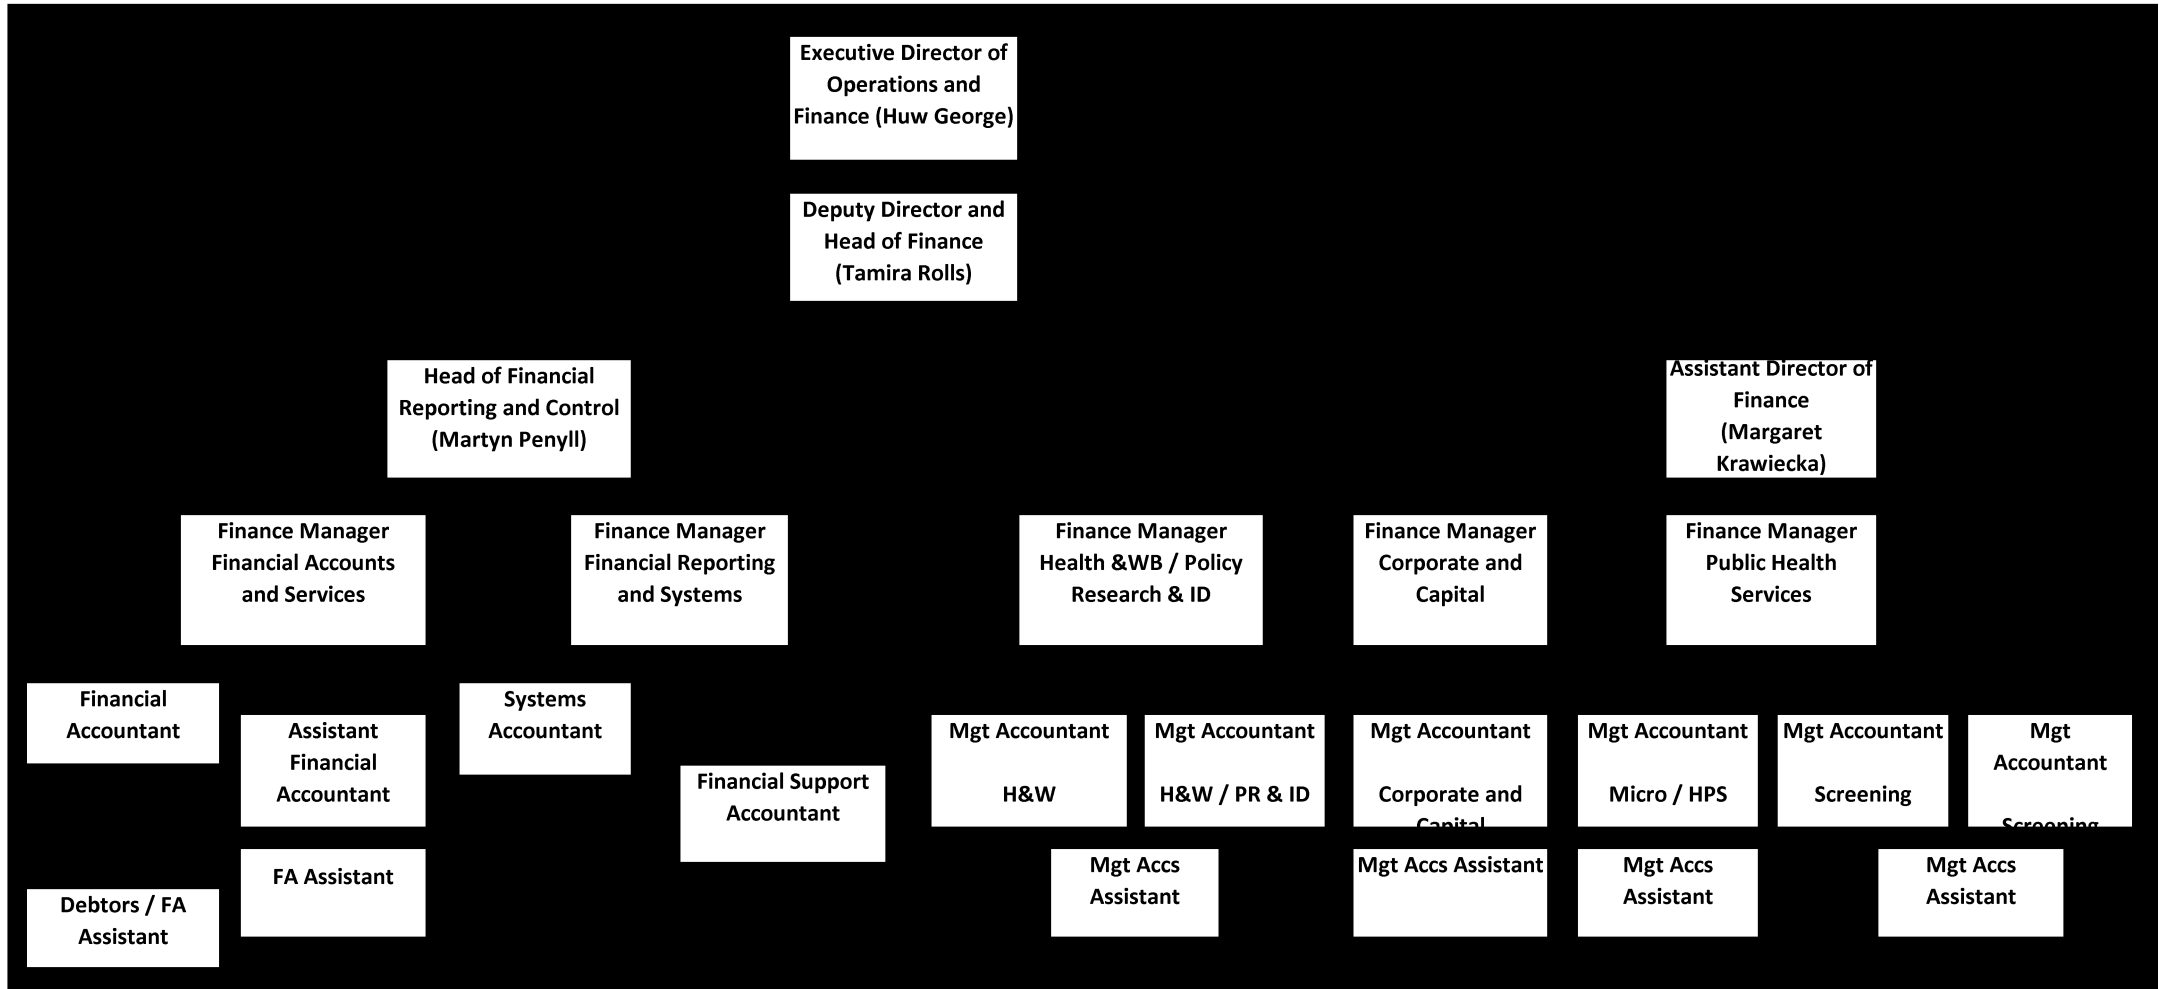 Executive Director of
Operations and
Finance (Huw George)
Deputy Director and
Head of Finance
(Tamira Rolls)
Head of Financial
Reporting and Control
(Martyn Penyll)
Assistant Director of
Finance
(Margaret
Krawiecka)
Finance Manager
Financial Accounts
and Services
Finance Manager
Financial Reporting
and Systems
Finance Manager
Health &WB / Policy
Research & ID
Finance Manager
Corporate and
Capital
Finance Manager
Public Health
Services
Financial
Accountant
Assistant
Financial
Accountant
Systems
Accountant
Financial Support
Accountant
Mgt Accountant
H&W
Mgt Accountant
H&W / PR & ID
Mgt Accountant
Corporate and
Capital
Mgt Accountant
Micro / HPS
Mgt Accountant
Screening
Mgt
Accountant
Screening
Debtors / FA
Assistant
FA Assistant
Mgt Accs
Assistant
Mgt Accs Assistant
Mgt Accs
Assistant
Mgt Accs
Assistant